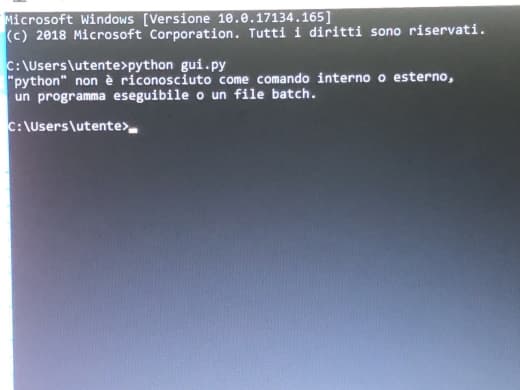 Microsoft Windows [Versione 10.0.17134.165]
(c) 2018 Microsoft Corporation. Tutti i diritti sono riservati.
C:\Users\utente>python gui.py
"python" non è riconosciuto come comando interno o esterno,
un programma eseguibile o un file batch.
C:\Users\utente>